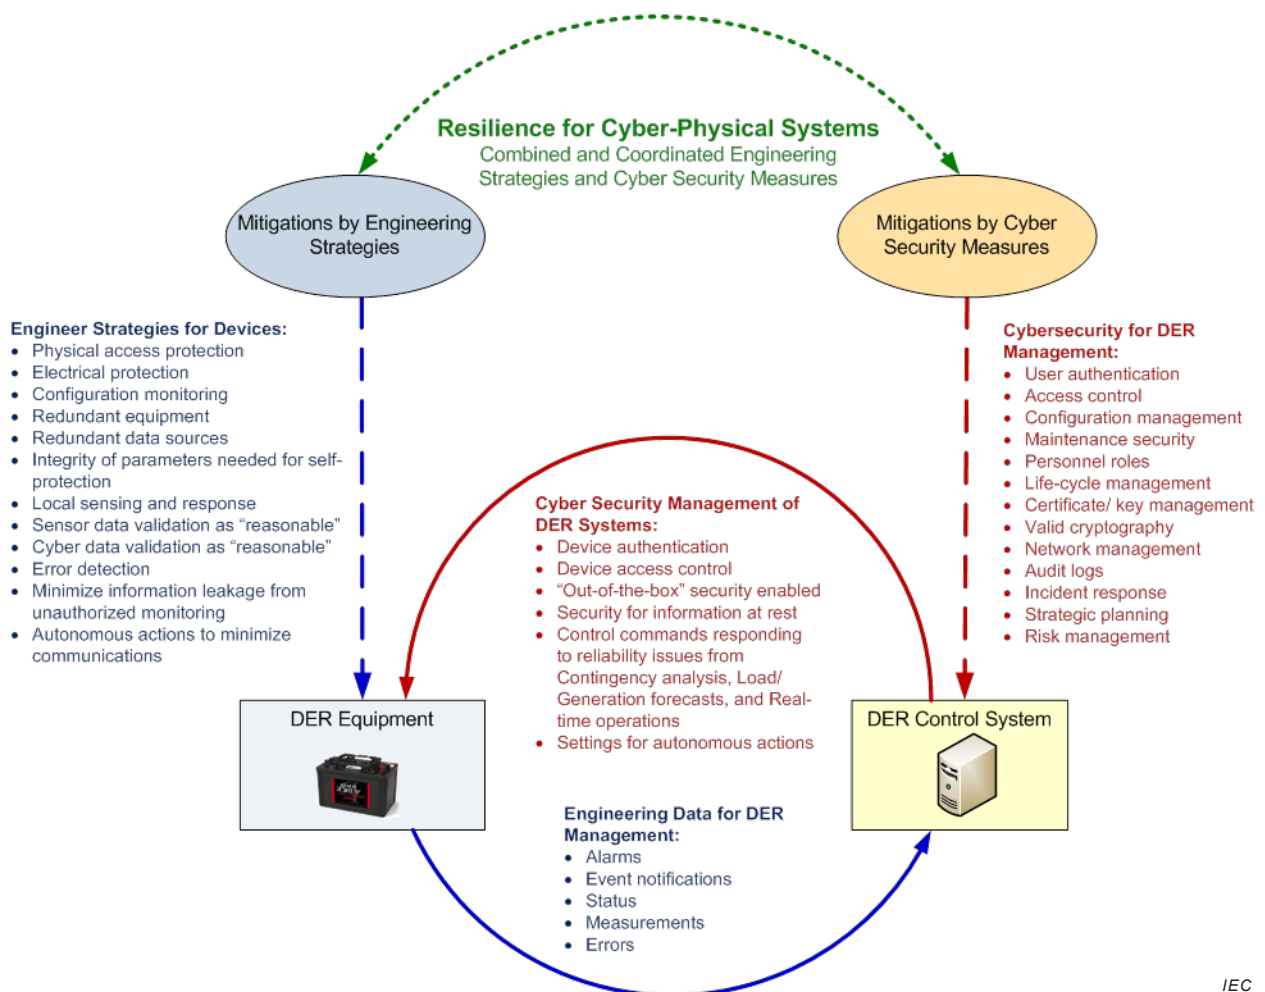 Resilience for Cyber-Physical Systems
Combined and Coordinated Engineering
Strategies and Cyber Security Measures
Mitigations by Engineering
Strategies
Mitigations by Cyber
Security Measures
Engineer Strategies for Devices:
• Physical access protection
• Electrical protection
• Configuration monitoring
• Redundant equipment
• Redundant data sources
• Integrity of parameters needed for self-
protection
• Local sensing and response
• Sensor data validation as “reasonable”
• Cyber data validation as “reasonable”
• Error detection
• Minimize information leakage from
unauthorized monitoring
• Autonomous actions to minimize
communications
Cybersecurity for DER
Management:
• User authentication
• Access control
• Configuration management
• Maintenance security
• Personnel roles
• Life-cycle management
• Certificate/ key management
• Valid cryptography
• Network management
• Audit logs
• Incident response
• Strategic planning
• Risk management
Cyber Security Management of
DER Systems:
• Device authentication
• Device access control
• “Out-of-the-box” security enabled
• Security for information at rest
• Control commands responding
to reliability issues from
Contingency analysis, Load/
Generation forecasts, and Real-
time operations
• Settings for autonomous actions
DER Equipment
DER Control System
Engineering Data for DER
Management:
• Alarms
• Event notifications
• Status
• Measurements
• Errors
IEC